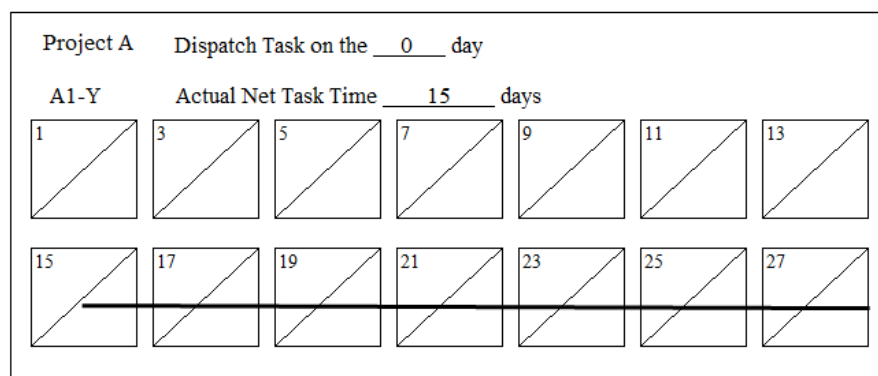 Project A Dispatch Task on the 0 day
A1-Y Actual Net Task Time 15 days
1 3 5 7 9 11 13
15 17 19 21 23 25 27